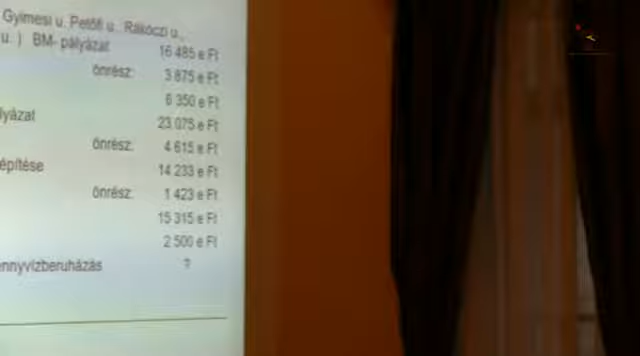 Gyimesi u. Petőfi u. Rákóczi u.,
u. ) BM- pályázat 16 485 e Ft
önrész: 3 875 e Ft
6 350 e Ft
lyázat 23 075 e Ft
önrész: 4 615 e Ft
építése 14 233 e Ft
önrész: 1 423 e Ft
15 315 e Ft
2 500 e Ft
nnyvízberuházás ?